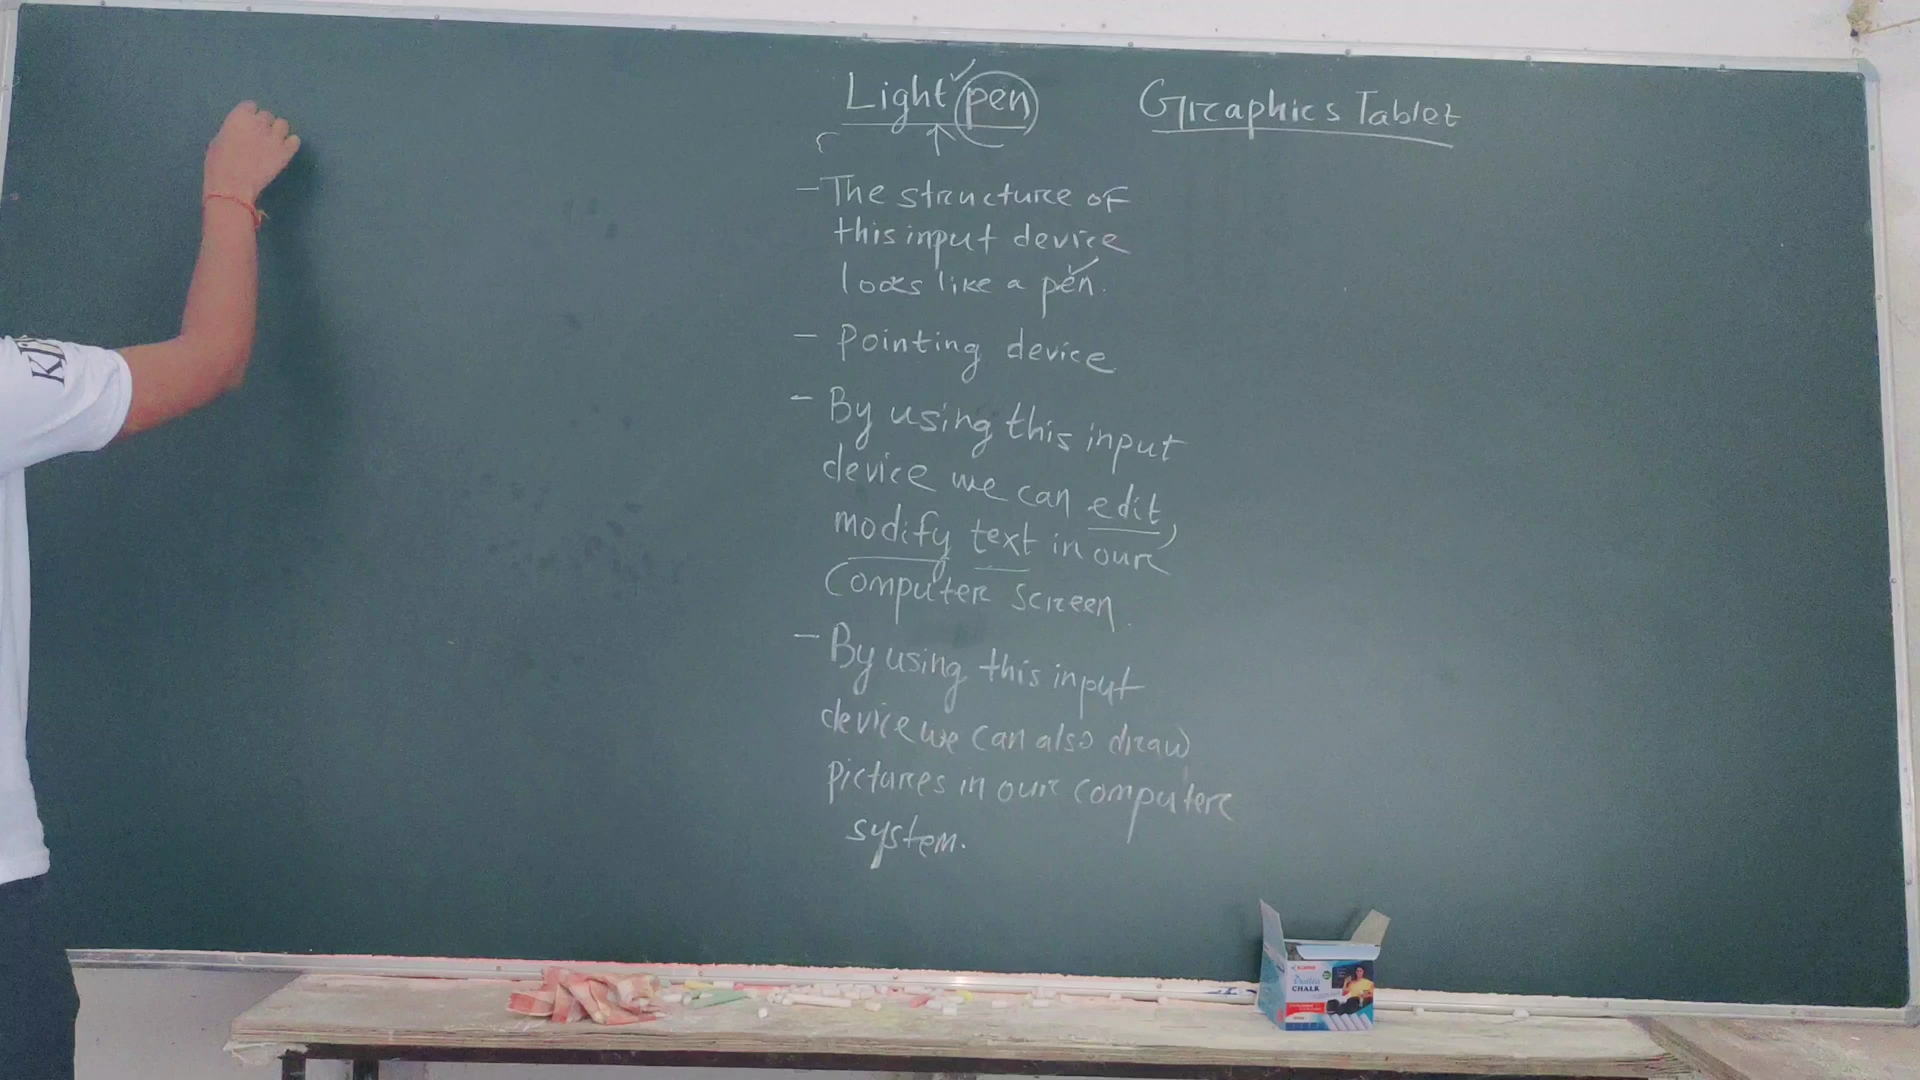 Light pen
Graphics Tablet
- The structure of
this input device
looks like a pen.
- Pointing device
- By using this input
device we can edit,
modify text in our
Computer screen.
- By using this input
device we can also draw
pictures in our computer
system.
CHALK